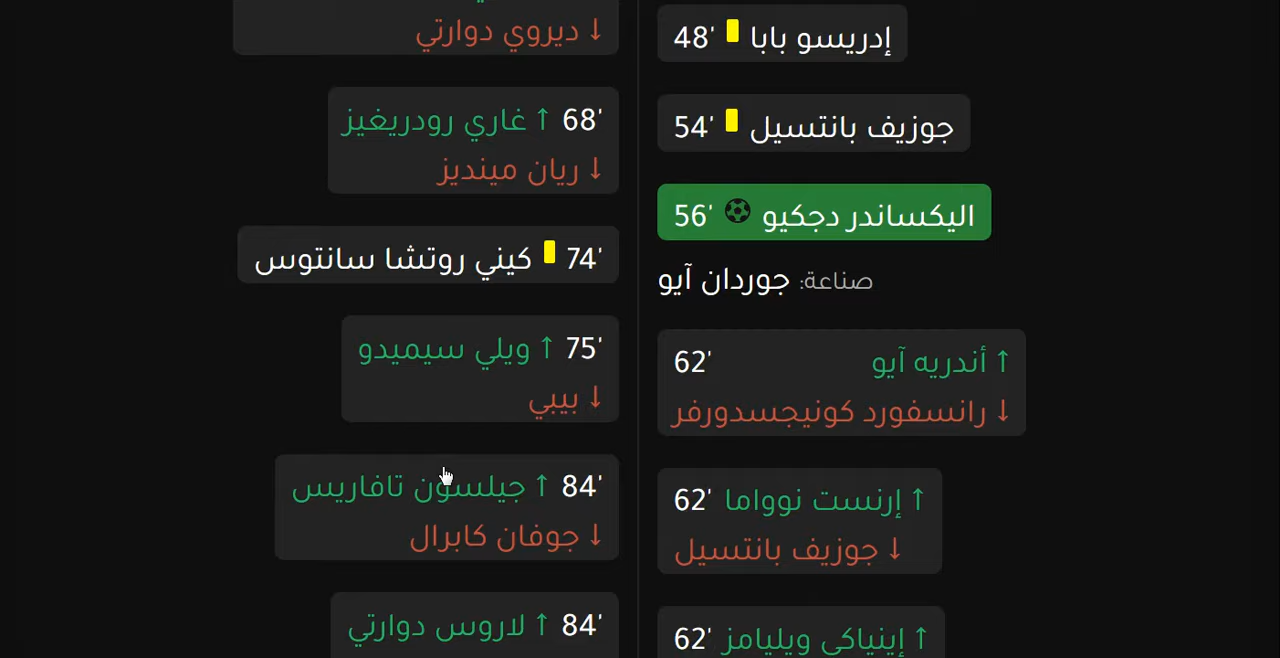 إدريسو بابا 48'
جوزيف بانتسيل 54'
اليكساندر دجكيو 56'
صناعة: جوردان آيو
↑ أندريه آيو 62'
↓ رانسفورد كونيجسدورفر
↑ إرنست نوواما 62'
↓ جوزيف بانتسيل
↑ إينياكي ويليامز 62'
↓ ديروي دوارتي
68' ↑ غاري رودريغيز
↓ ريان مينديز
74' كيني روتشا سانتوس
75' ↑ ويلي سيميدو
↓ بيبي
84' ↑ جيلسون تافاريس
↓ جوفان كابرال
84' ↑ لاروس دوارتي